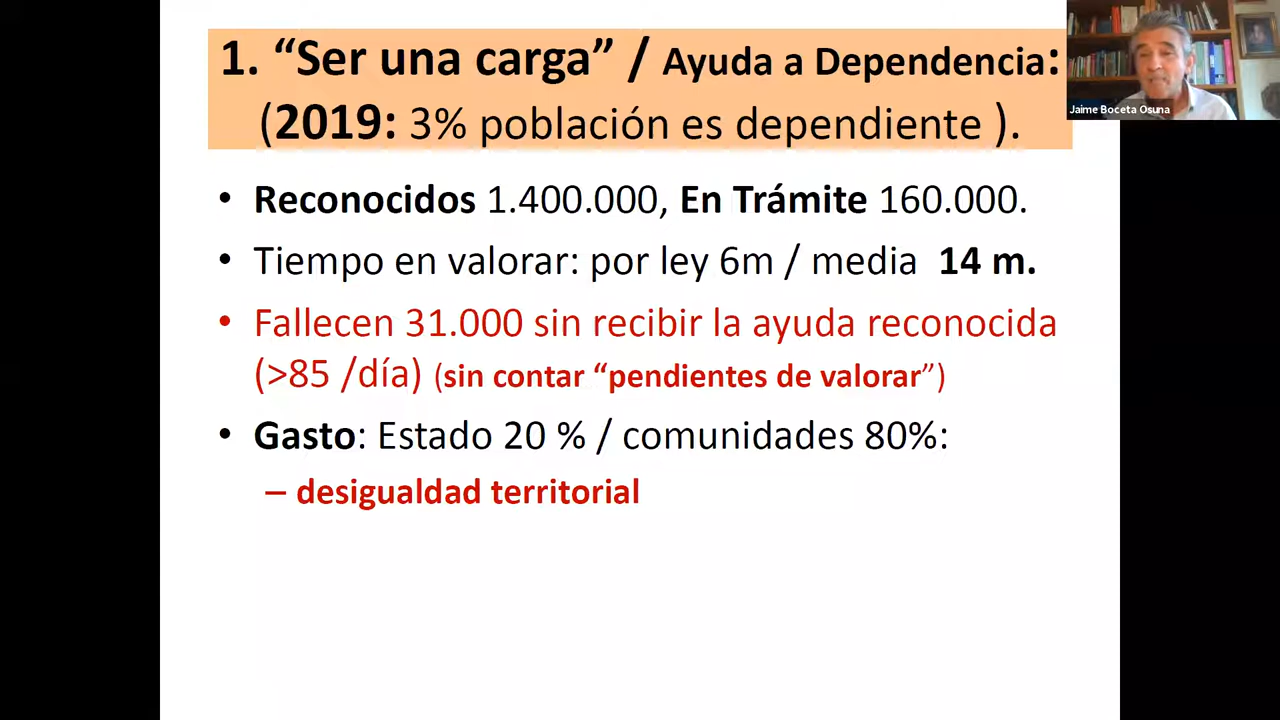 1. “Ser una carga” / Ayuda a Dependencia:
(2019: 3% población es dependiente ).
Jaime Boceta Osuna
• Reconocidos 1.400.000, En Trámite 160.000.
• Tiempo en valorar: por ley 6m / media 14 m.
• Fallecen 31.000 sin recibir la ayuda reconocida
(>85 /día) (sin contar “pendientes de valorar”)
• Gasto: Estado 20 % / comunidades 80%:
– desigualdad territorial